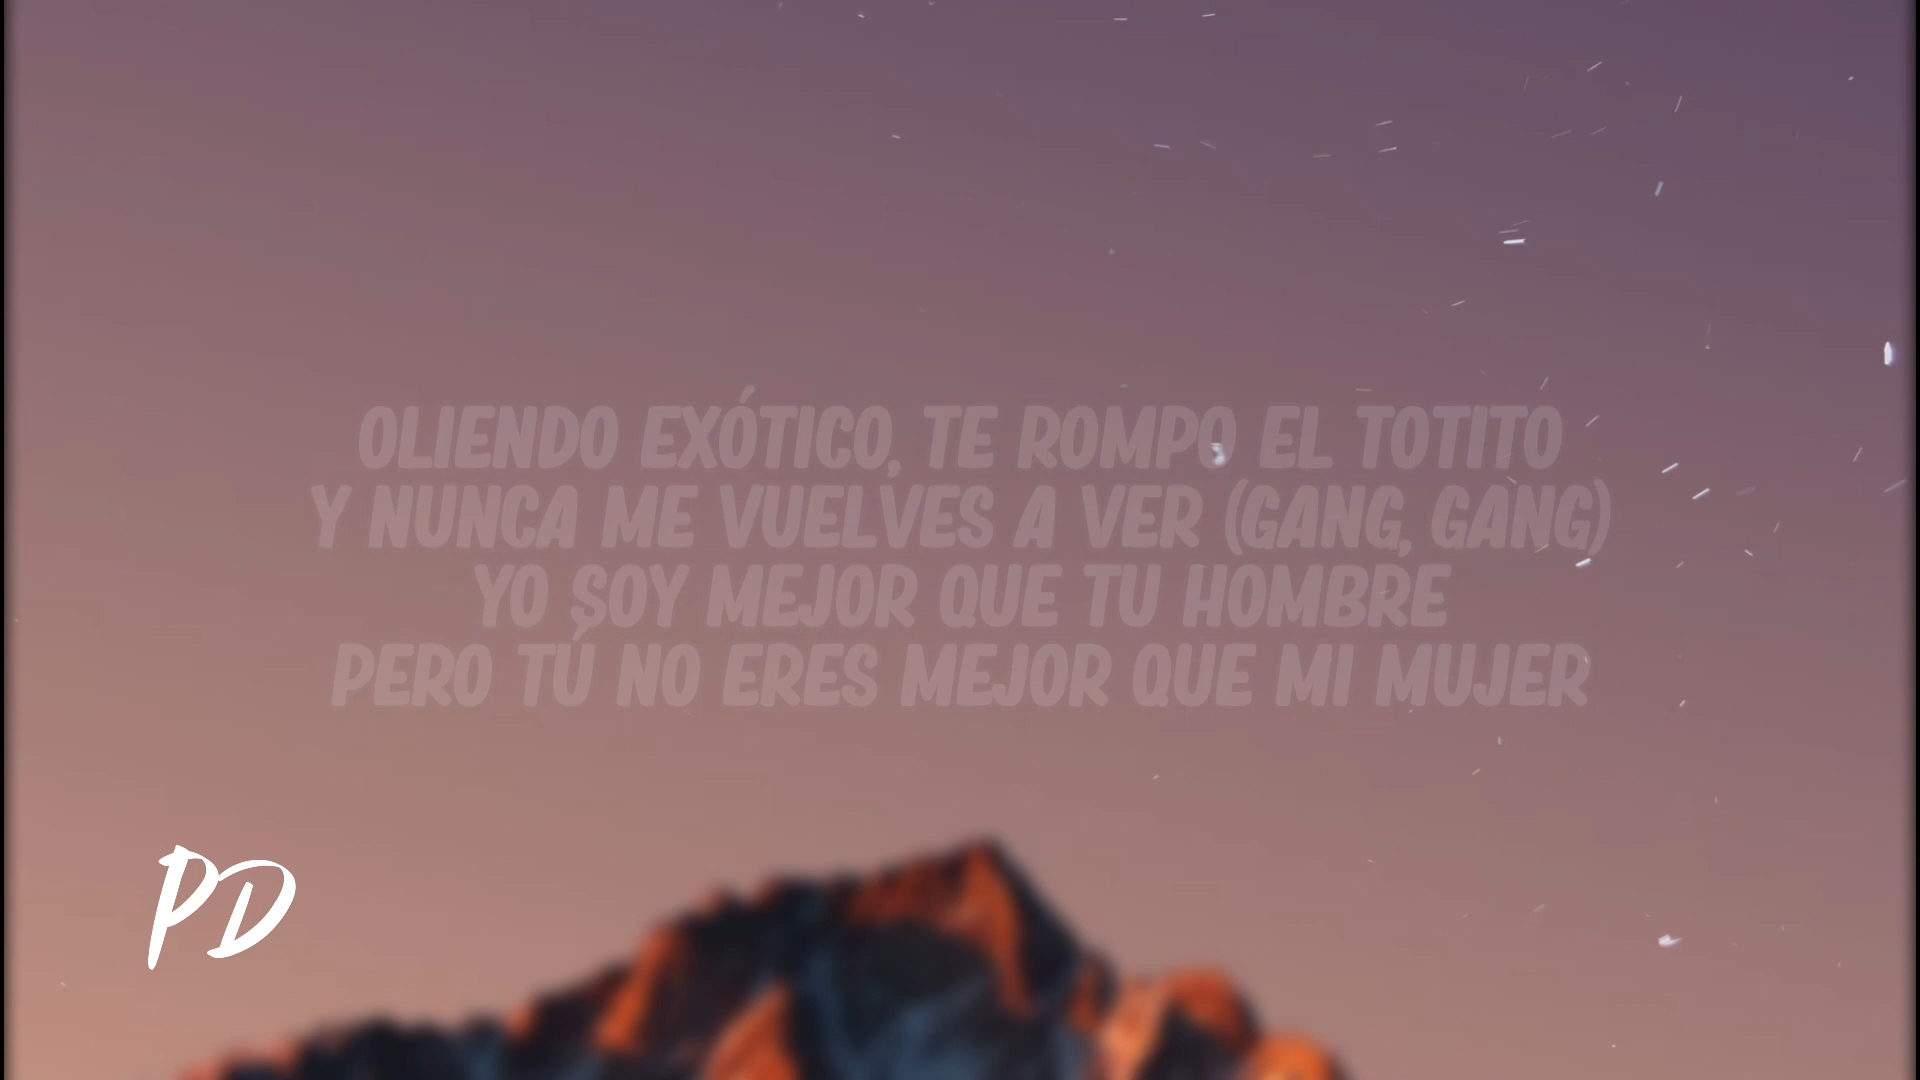 OLIENDO EXÓTICO, TE ROMPO EL TOTITO
Y NUNCA ME VUELVES A VER (GANG, GANG)
YO SOY MEJOR QUE TU HOMBRE
PERO TÚ NO ERES MEJOR QUE MI MUJER
PD